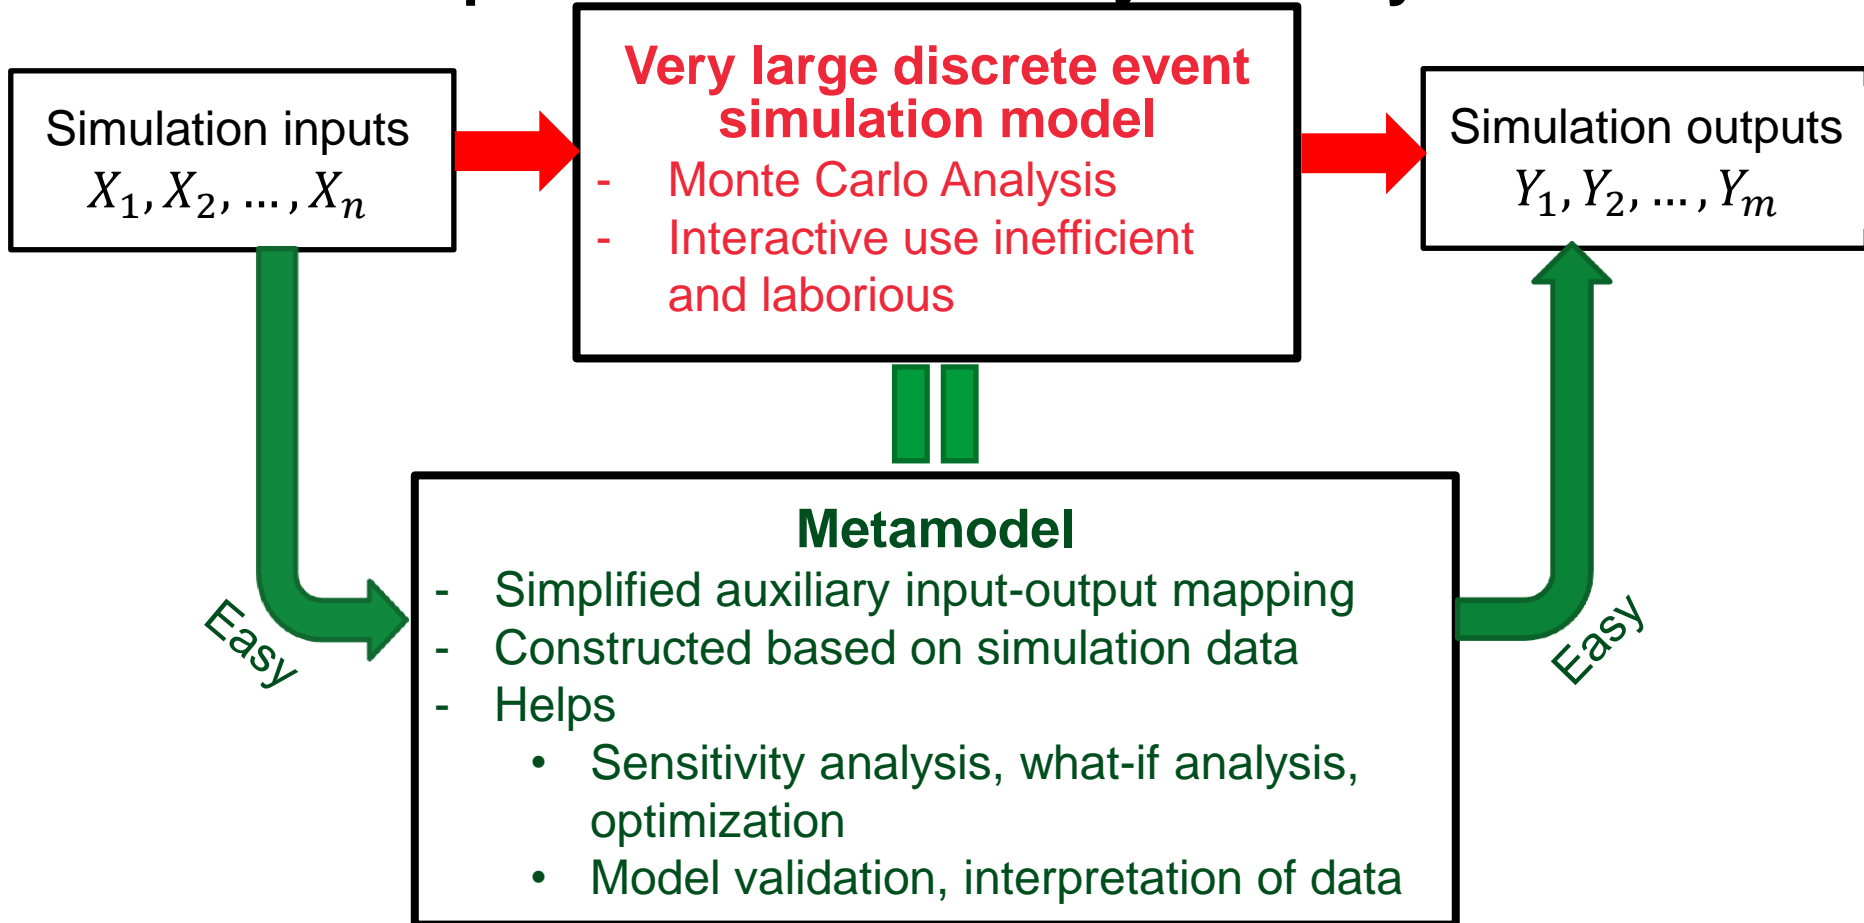 Simulation inputs
X₁, X₂, … , Xₙ
Very large discrete event
simulation model
- Monte Carlo Analysis
- Interactive use inefficient
and laborious
Simulation outputs
Y₁, Y₂, … , Yₘ
Easy
Metamodel
- Simplified auxiliary input-output mapping
- Constructed based on simulation data
- Helps
• Sensitivity analysis, what-if analysis,
optimization
• Model validation, interpretation of data
Easy